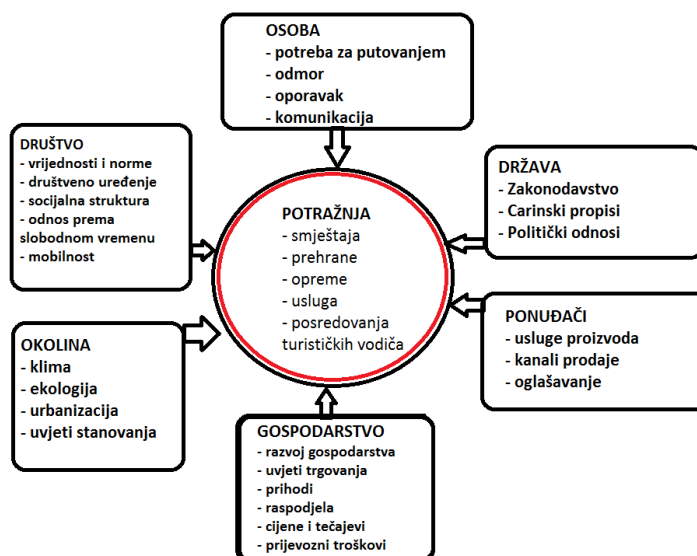 OSOBA
- potreba za putovanjem
- odmor
- oporavak
- komunikacija
DRUŠTVO
- vrijednosti i norme
- društveno uređenje
- socijalna struktura
- odnos prema
slobodnom vremenu
- mobilnost
DRŽAVA
- Zakonodavstvo
- Carinski propisi
- Politički odnosi
POTRAŽNJA
- smještaja
- prehrane
- opreme
- usluga
- posredovanja
turističkih vodiča
OKOLINA
- klima
- ekologija
- urbanizacija
- uvjeti stanovanja
PONUĐAČI
- usluge proizvoda
- kanali prodaje
- oglašavanje
GOSPODARSTVO
- razvoj gospodarstva
- uvjeti trgovanja
- prihodi
- raspodjela
- cijene i tečajevi
- prijevozni troškovi